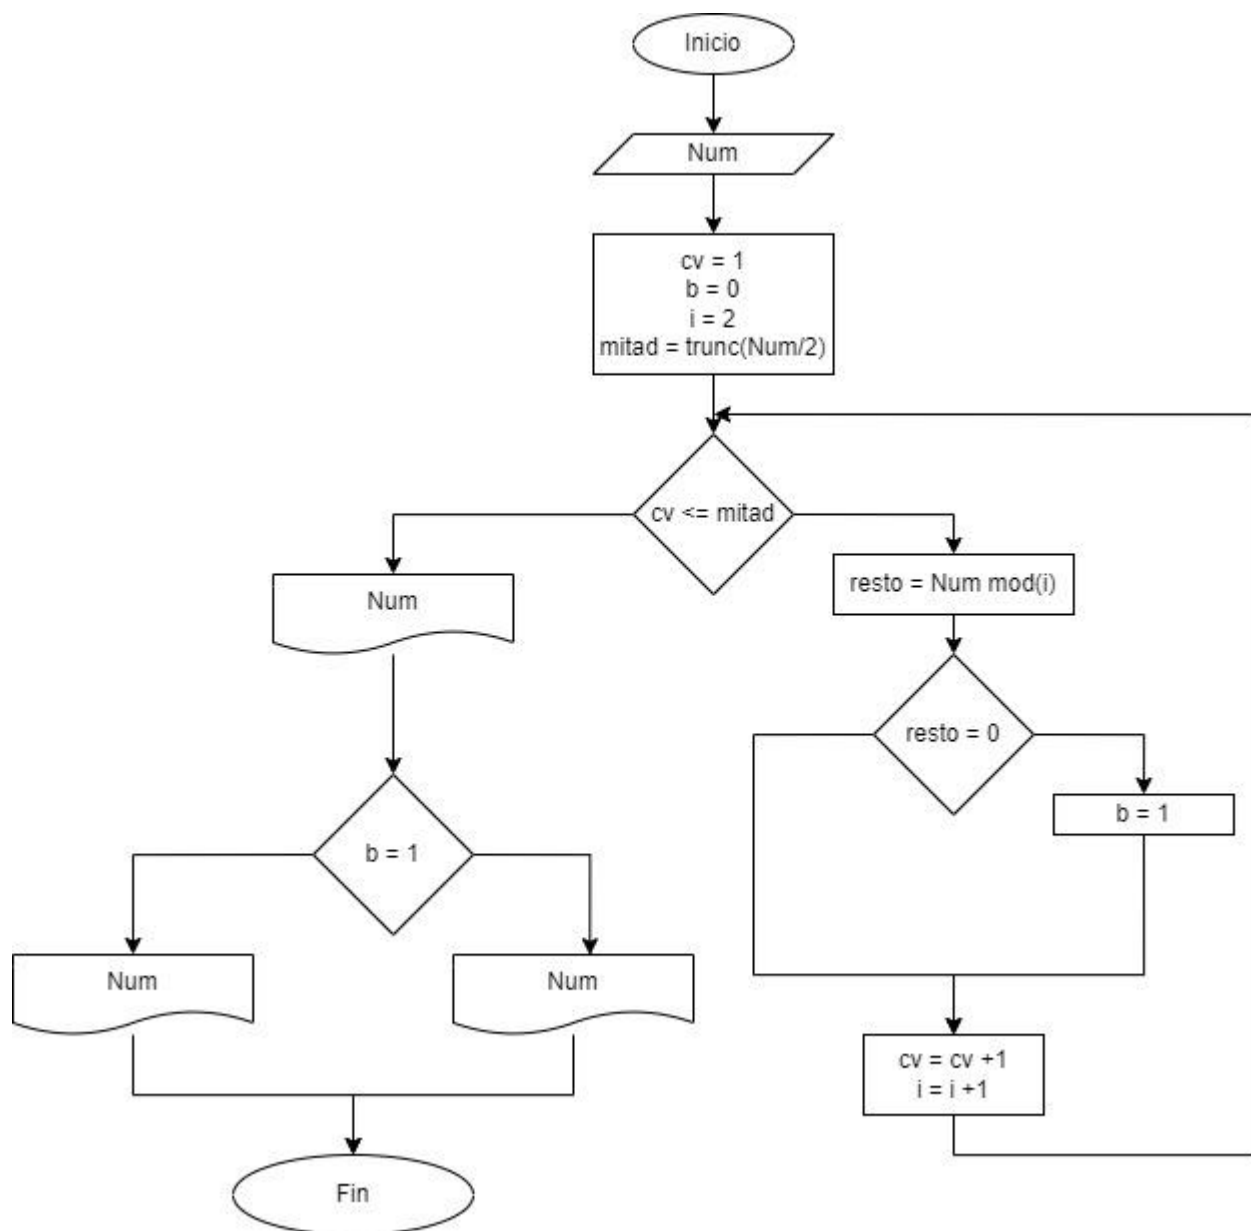 Inicio
Num
cv = 1
b = 0
i = 2
mitad = trunc(Num/2)
cv <= mitad
Num
resto = Num mod(i)
resto = 0
b = 1
b = 1
Num
Num
cv = cv +1
i = i +1
Fin